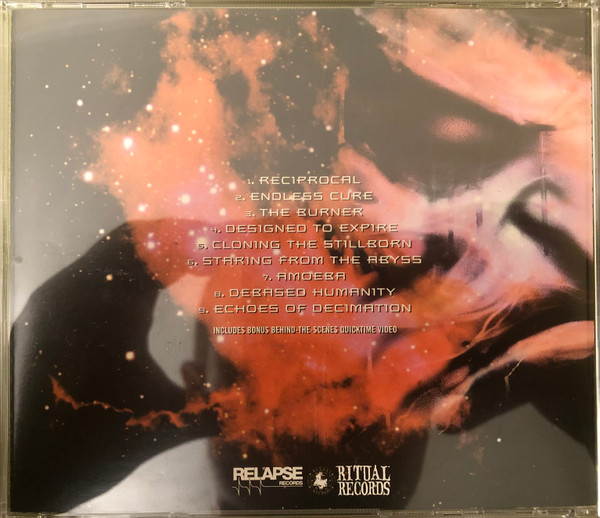 1. RECIPROCAL
2. ENDLESS CURE
3. THE BURNER
4. DESIGNED TO EXPIRE
5. CLONING THE STILLBORN
6. STARING FROM THE ABYSS
7. AMOEBA
8. DEBASED HUMANITY
9. ECHOES OF DECIMATION
INCLUDES BONUS BEHIND-THE-SCENES QUICKTIME VIDEO
RELAPSE
RECORDS
RITUAL
RECORDS